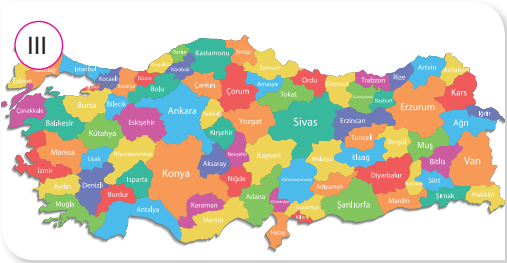 III
Kastamonu
Sinop
Bartın
Karabük
Samsun
Edirne
İstanbul
Kocaeli
Sakarya
Düzce
Bolu
Çankırı
Çorum
Amasya
Ordu
Giresun
Trabzon
Rize
Artvin
Ardahan
Kars
Iğdır
Ağrı
Erzurum
Bayburt
Gümüşhane
Tokat
Çanakkale
Balıkesir
Bursa
Bilecik
Eskişehir
Ankara
Kırşehir
Yozgat
Sivas
Erzincan
Tunceli
Bingöl
Muş
Bitlis
Van
Kütahya
Manisa
Uşak
Afyonkarahisar
Konya
Aksaray
Nevşehir
Kayseri
Malatya
Elazığ
Diyarbakır
Batman
Siirt
Şırnak
Hakkâri
İzmir
Aydın
Denizli
Isparta
Burdur
Muğla
Antalya
Karaman
Niğde
Mersin
Adana
Osmaniye
Kahramanmaraş
Adıyaman
Gaziantep
Kilis
Şanlıurfa
Mardin
Hatay